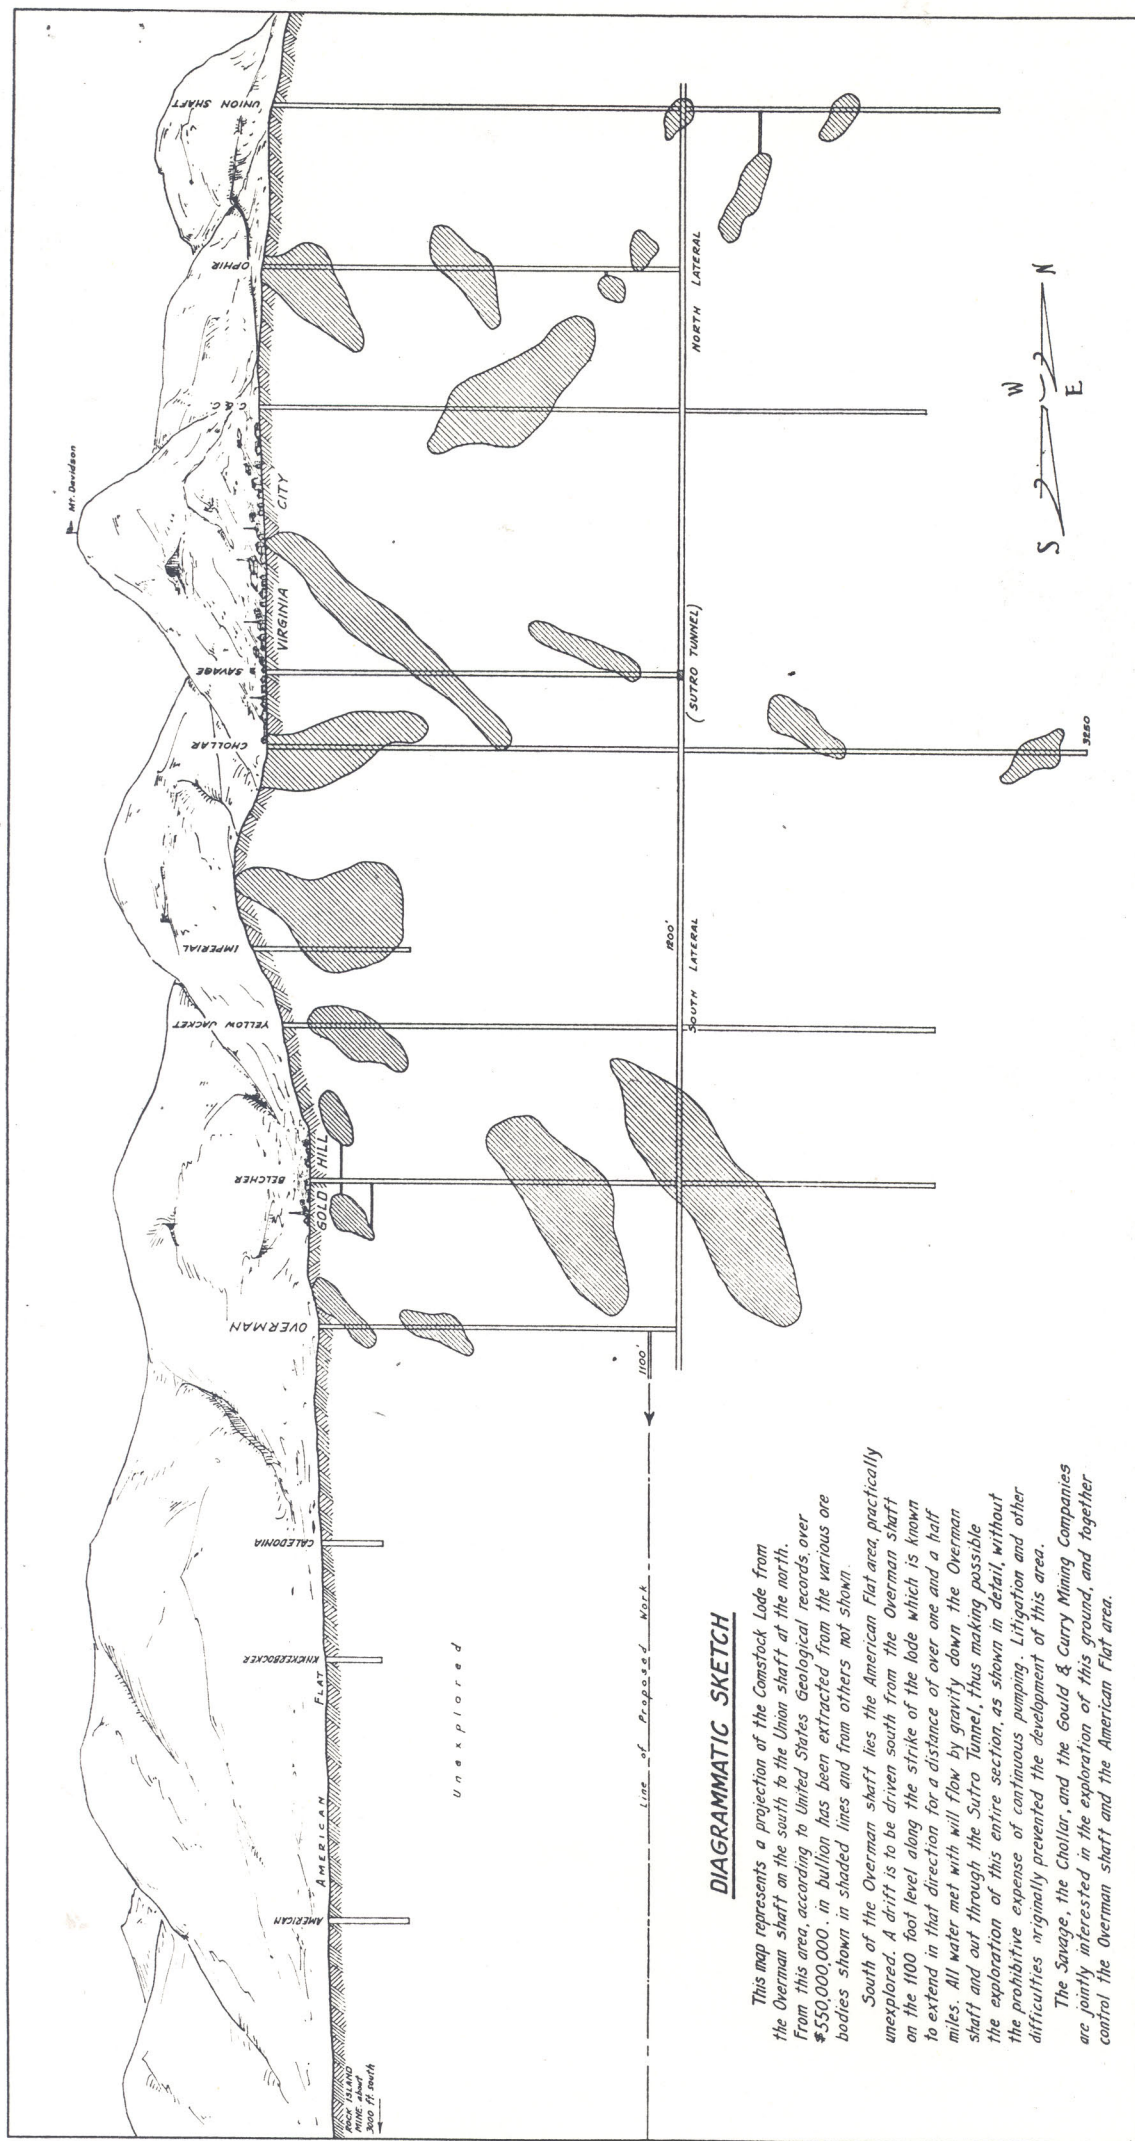 Mt. Davidson
UNION SHAFT
OPHIR
C. & C.
SAVAGE
CHOLLAR
IMPERIAL
YELLOW JACKET
BELCHER
OVERMAN
CALEDONIA
KNICKERBOCKER
AMERICAN
VIRGINIA CITY
GOLD HILL
AMERICAN FLAT
ROCK ISLAND
MINE about
3000 ft. south
NORTH LATERAL
(SUTRO TUNNEL)
1200'
SOUTH LATERAL
3250
1100'
Unexplored
Line of Proposed Work
S
N
W
E
DIAGRAMMATIC SKETCH
This map represents a projection of the Comstock Lode from
the Overman shaft on the south to the Union shaft at the north.
From this area, according to United States Geological records, over
$550,000,000. in bullion has been extracted from the various ore
bodies shown in shaded lines and from others not shown.
South of the Overman shaft lies the American Flat area, practically
unexplored. A drift is to be driven south from the Overman shaft
on the 1100 foot level along the strike of the lode which is known
to extend in that direction for a distance of over one and a half
miles. All water met with will flow by gravity down the Overman
shaft and out through the Sutro Tunnel, thus making possible
the exploration of this entire section, as shown in detail, without
the prohibitive expense of continuous pumping. Litigation and other
difficulties originally prevented the development of this area.
The Savage, the Chollar, and the Gould & Curry Mining Companies
are jointly interested in the exploration of this ground, and together
control the Overman shaft and the American Flat area.